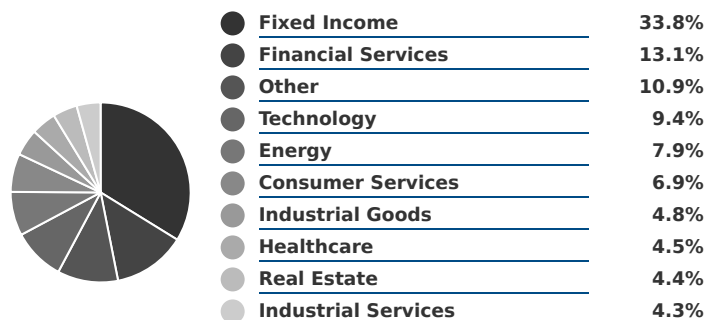 Fixed Income 33.8%
Financial Services 13.1%
Other 10.9%
Technology 9.4%
Energy 7.9%
Consumer Services 6.9%
Industrial Goods 4.8%
Healthcare 4.5%
Real Estate 4.4%
Industrial Services 4.3%